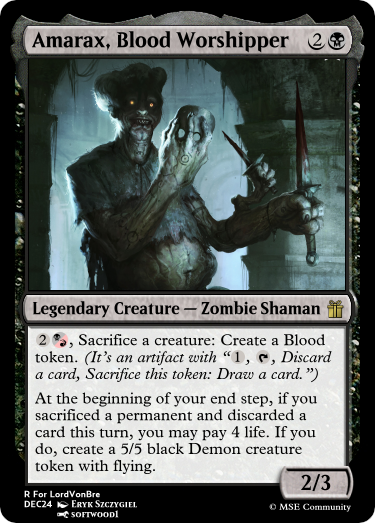 Amarax, Blood Worshipper 2
Legendary Creature — Zombie Shaman
2 , Sacrifice a creature: Create a Blood
token. (It's an artifact with “1, , Discard
a card, Sacrifice this token: Draw a card.”)
At the beginning of your end step, if you
sacrificed a permanent and discarded a
card this turn, you may pay 4 life. If you
do, create a 5/5 black Demon creature
token with flying.
2/3
R For LordVonBre
DEC24 Eryk Szczygieł
softwood1
© MSE Community